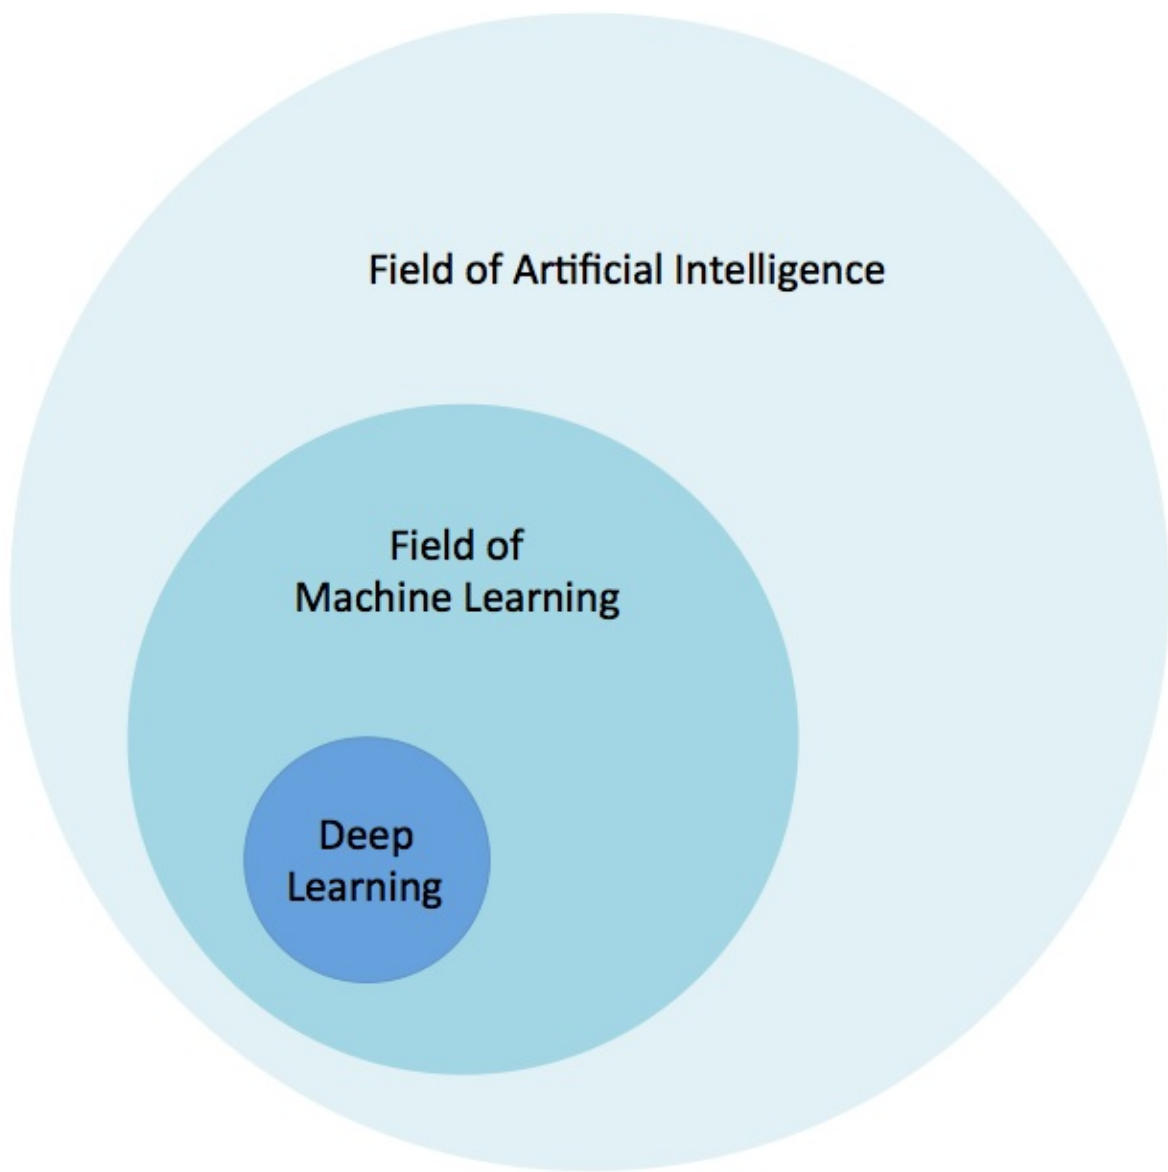 Field of Artificial Intelligence
Field of
Machine Learning
Deep
Learning